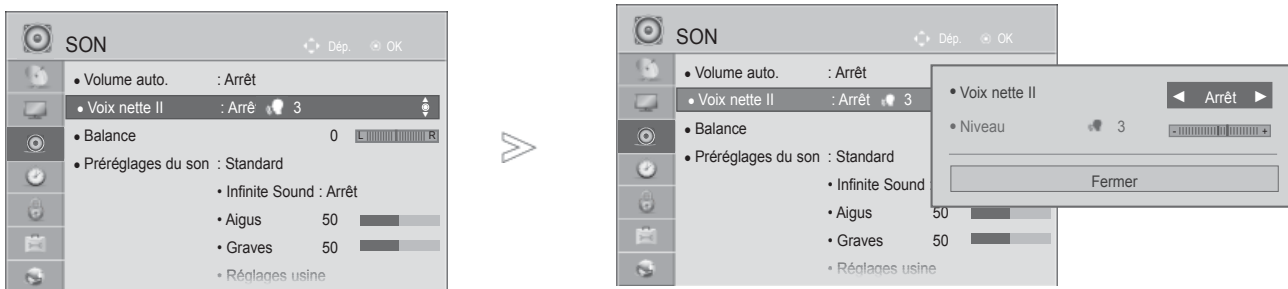 SON Dép. OK
• Volume auto. : Arrêt
• Voix nette II : Arrêt 3
• Balance 0 L R
• Préréglages du son : Standard
• Infinite Sound : Arrêt
• Aigus 50
• Graves 50
• Réglages usine
SON Dép. OK
• Volume auto. : Arrêt
• Voix nette II : Arrêt 3
• Balance
• Préréglages du son : Standard
• Infinite Sound :
• Aigus 50
• Graves 50
• Réglages usine
• Voix nette II ◄ Arrêt ►
• Niveau 3 - +
Fermer